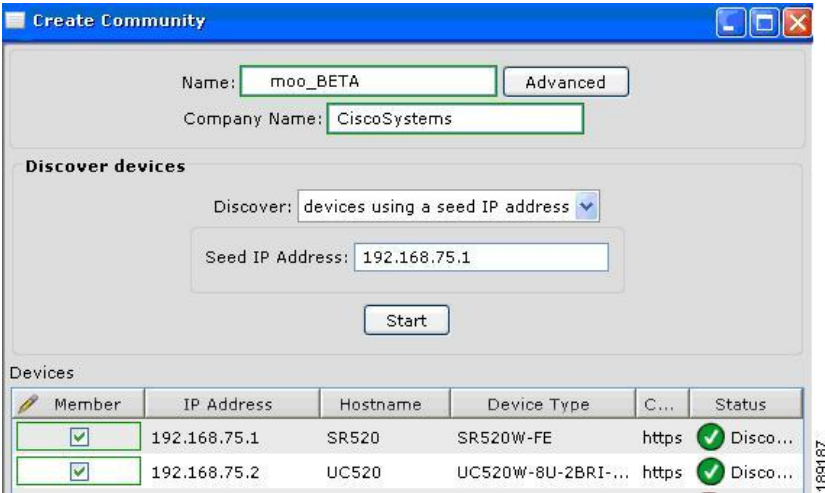 Create Community
Name: moo_BETA Advanced
Company Name: CiscoSystems
Discover devices
Discover: devices using a seed IP address
Seed IP Address: 192.168.75.1
Start
Devices
Member IP Address Hostname Device Type C... Status
192.168.75.1 SR520 SR520W-FE https Disco...
192.168.75.2 UC520 UC520W-8U-2BRI-... https Disco...
189187